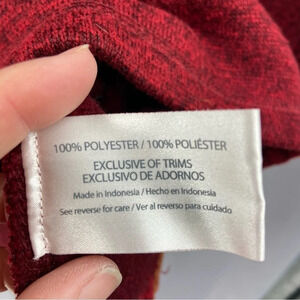 100% POLYESTER / 100% POLIÉSTER
EXCLUSIVE OF TRIMS
EXCLUSIVO DE ADORNOS
Made in Indonesia / Hecho en Indonesia
See reverse for care / Ver al reverso para cuidado